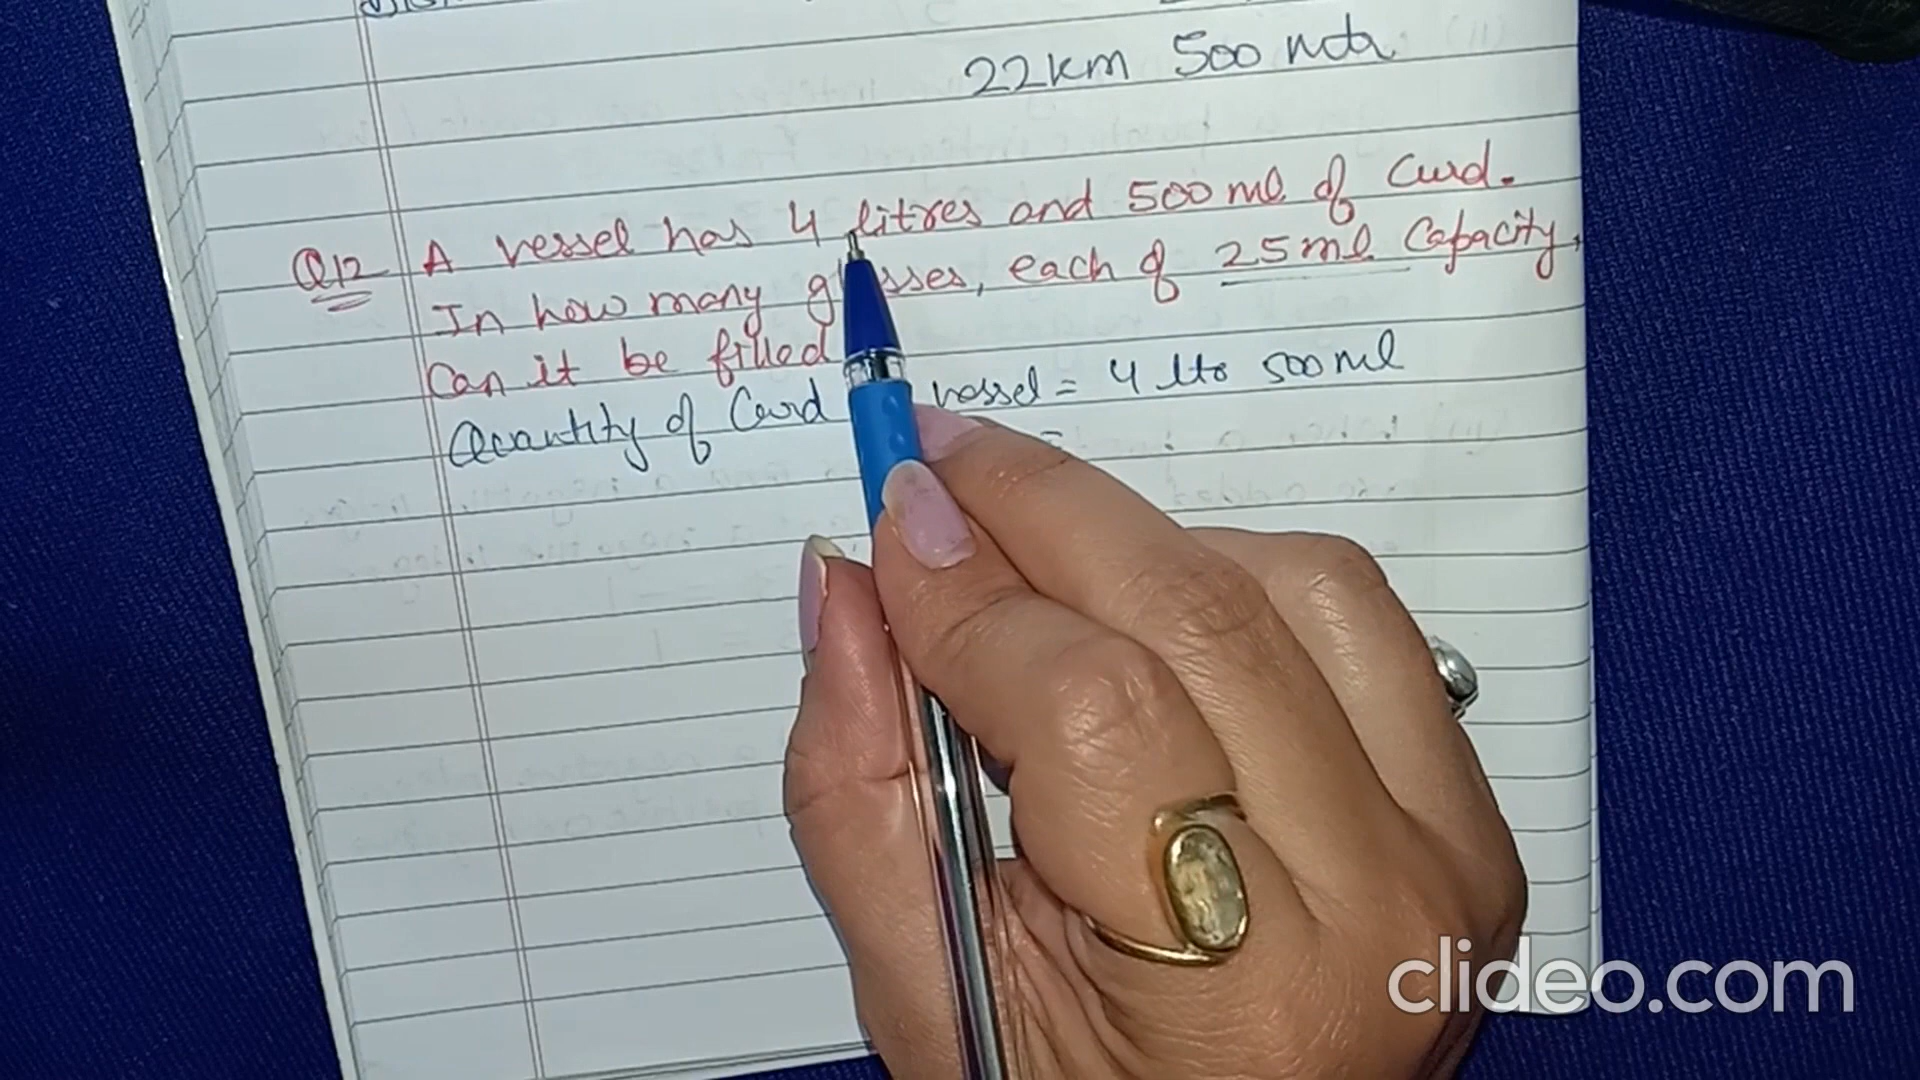 22km 500 mtr
Q12 A vessel has 4 litres and 500 ml of Curd.
In how many glasses, each of 25 ml Capacity,
Can it be filled
Quantity of Curd vessel = 4 ltr 500 ml
=
clideo.com